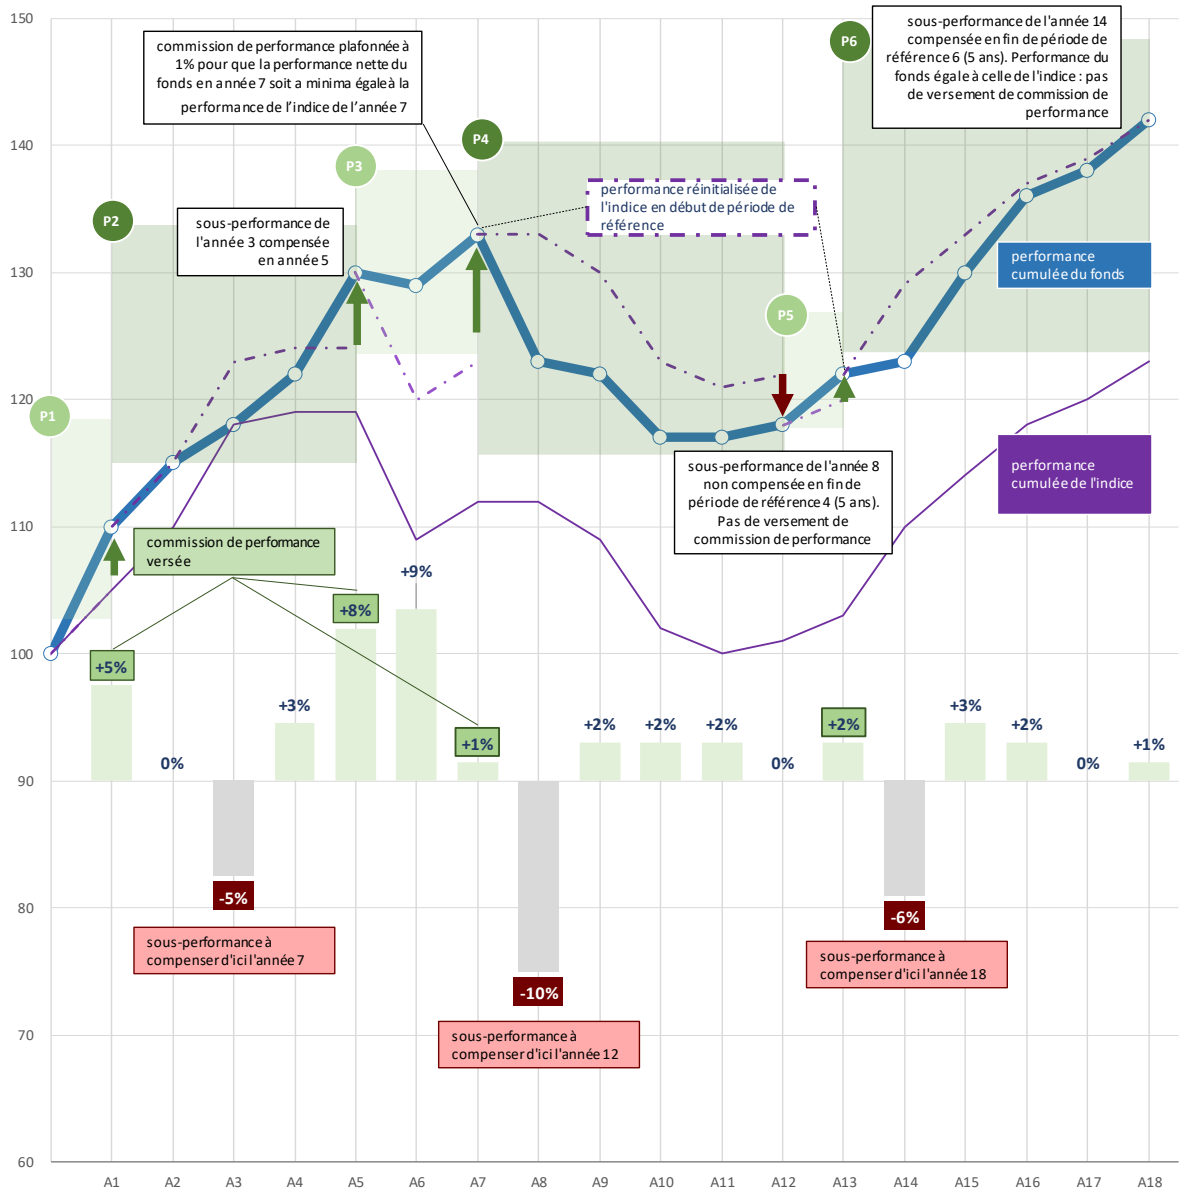 150
140
130
120
110
100
90
80
70
60
commission de performance plafonnée à
1% pour que la performance nette du
fonds en année 7 soit a minima égale à la
performance de l'indice de l'année 7
P6
sous-performance de l'année 14
compensée en fin de période de
référence 6 (5 ans). Performance du
fonds égale à celle de l'indice : pas
de versement de commission de
performance
P4
P3
P2
sous-performance de
l'année 3 compensée
en année 5
performance réinitialisée de
l'indice en début de période de
référence
performance
cumulée du fonds
P5
P1
sous-performance de l'année 8
non compensée en fin de
période de référence 4 (5 ans).
Pas de versement de
commission de performance
performance
cumulée de l'indice
commission de performance
versée
+5%
0%
-5%
+3%
+8%
+9%
+1%
-10%
+2%
+2%
+2%
0%
+2%
-6%
+3%
+2%
0%
+1%
sous-performance à
compenser d'ici l'année 7
sous-performance à
compenser d'ici l'année 12
sous-performance à
compenser d'ici l'année 18
A1 A2 A3 A4 A5 A6 A7 A8 A9 A10 A11 A12 A13 A14 A15 A16 A17 A18